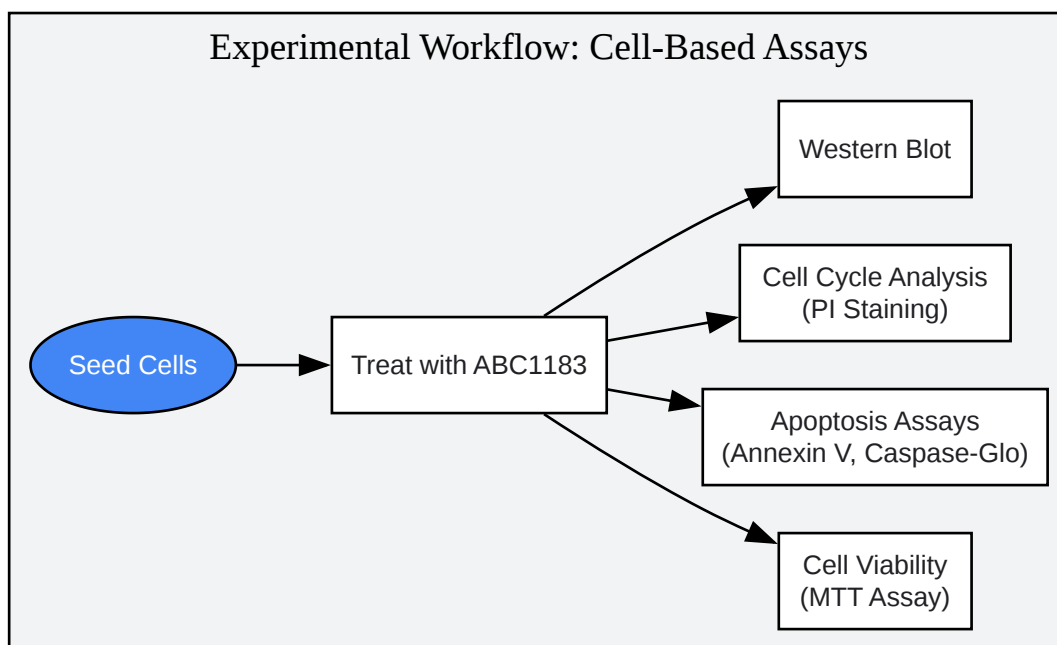 Experimental Workflow: Cell-Based Assays
Western Blot
Cell Cycle Analysis
(PI Staining)
Seed Cells
Treat with ABC1183
Apoptosis Assays
(Annexin V, Caspase-Glo)
Cell Viability
(MTT Assay)